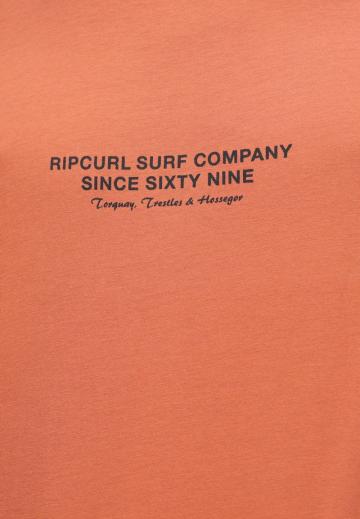 RIPCURL SURF COMPANY
SINCE SIXTY NINE
Torquay, Trestles & Hossegor